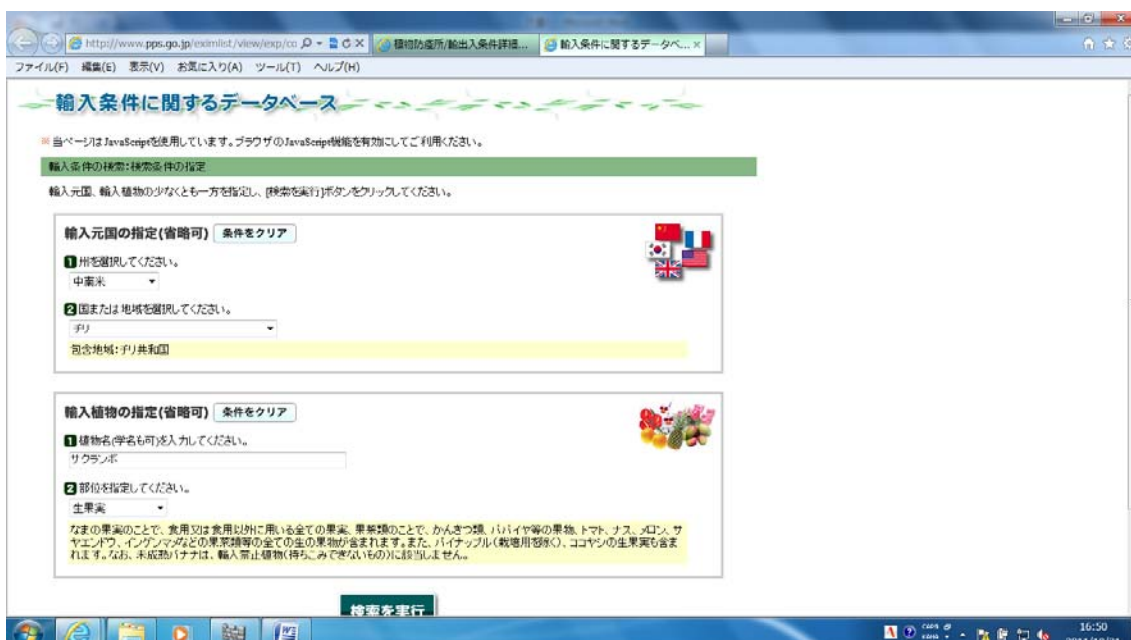 http://www.pps.go.jp/eximlist/view/exp/co
植物防疫所/輸出入条件詳細...
輸入条件に関するデータベ... ×
ファイル(F) 編集(E) 表示(V) お気に入り(A) ツール(T) ヘルプ(H)
輸入条件に関するデータベース
※当ページはJavaScriptを使用しています。ブラウザのJavaScript機能を有効にしてご利用ください。
輸入条件の検索:検索条件の指定
輸入元国、輸入植物の少なくとも一方を指定し、[検索を実行]ボタンをクリックしてください。
輸入元国の指定(省略可) 条件をクリア
1 州を選択してください。
中南米
2 国または地域を選択してください。
チリ
包含地域:チリ共和国
輸入植物の指定(省略可) 条件をクリア
1 植物名(学名も可)を入力してください。
サクランボ
2 部位を指定してください。
生果実
なまの果実のことで、食用又は食用以外に用いる全ての果実、果菜類のことで、かんきつ類、パパイヤ等の果物、トマト、ナス、メロン、サ
ヤエンドウ、インゲンマメなどの果菜類等の全ての生の果物が含まれます。また、パイナップル(栽培用を除く)、ココヤシの生果実も含ま
れます。なお、未成熟バナナは、輸入禁止植物(持ちこみできないもの)に該当しません。
検索を実行
A CAPS KANA 16:50